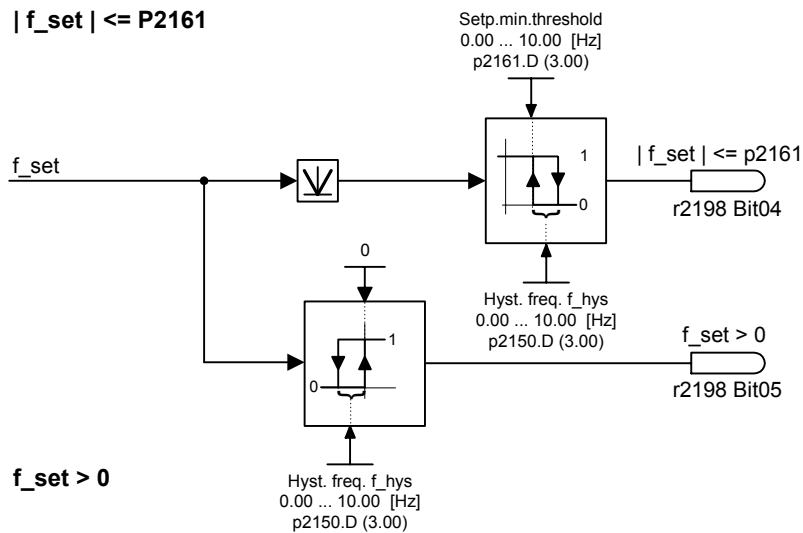 | f_set | <= P2161
Setp.min.threshold
0.00 ... 10.00 [Hz]
p2161.D (3.00)
f_set
1
0
| f_set | <= p2161
r2198 Bit04
Hyst. freq. f_hys
0.00 ... 10.00 [Hz]
p2150.D (3.00)
0
1
0
f_set > 0
r2198 Bit05
f_set > 0
Hyst. freq. f_hys
0.00 ... 10.00 [Hz]
p2150.D (3.00)